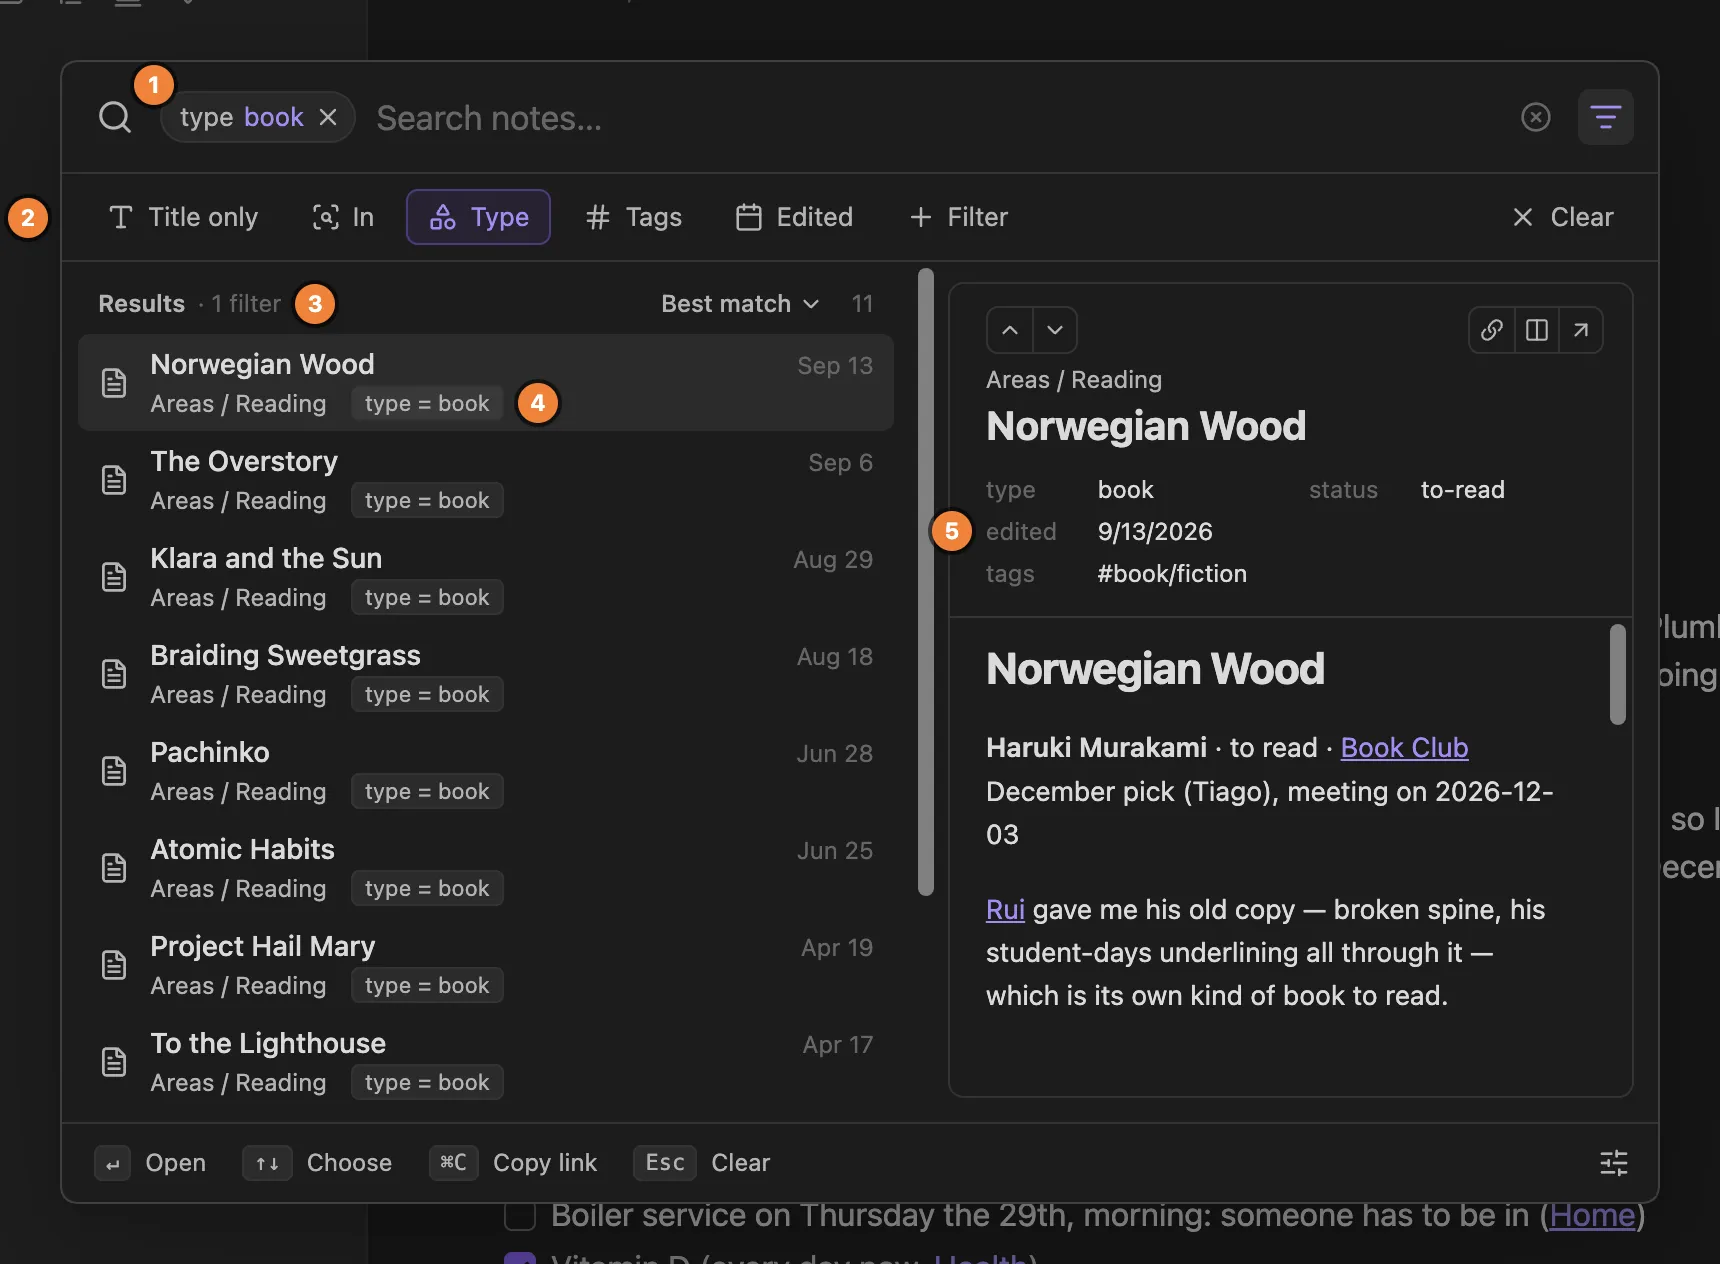 1
type book
Search notes...
2
Title only
In
Type
Tags
Edited
Filter
Clear
Results · 1 filter
3
Best match
11
Norwegian Wood
Sep 13
Areas / Reading
type = book
4
The Overstory
Sep 6
Areas / Reading
type = book
Klara and the Sun
Aug 29
Areas / Reading
type = book
Braiding Sweetgrass
Aug 18
Areas / Reading
type = book
Pachinko
Jun 28
Areas / Reading
type = book
Atomic Habits
Jun 25
Areas / Reading
type = book
Project Hail Mary
Apr 19
Areas / Reading
type = book
To the Lighthouse
Apr 17
Areas / Reading
type = book
Areas / Reading
Norwegian Wood
type book status to-read
5
edited 9/13/2026
tags #book/fiction
Norwegian Wood
Haruki Murakami · to read · Book Club
December pick (Tiago), meeting on 2026-12-
03
Rui gave me his old copy — broken spine, his
student-days underlining all through it —
which is its own kind of book to read.
↵ Open
↑↓ Choose
⌘C Copy link
Esc Clear
so
Boiler service on Thursday the 29th, morning: someone has to be in (Home)
Vitamin D (every day now, Health)